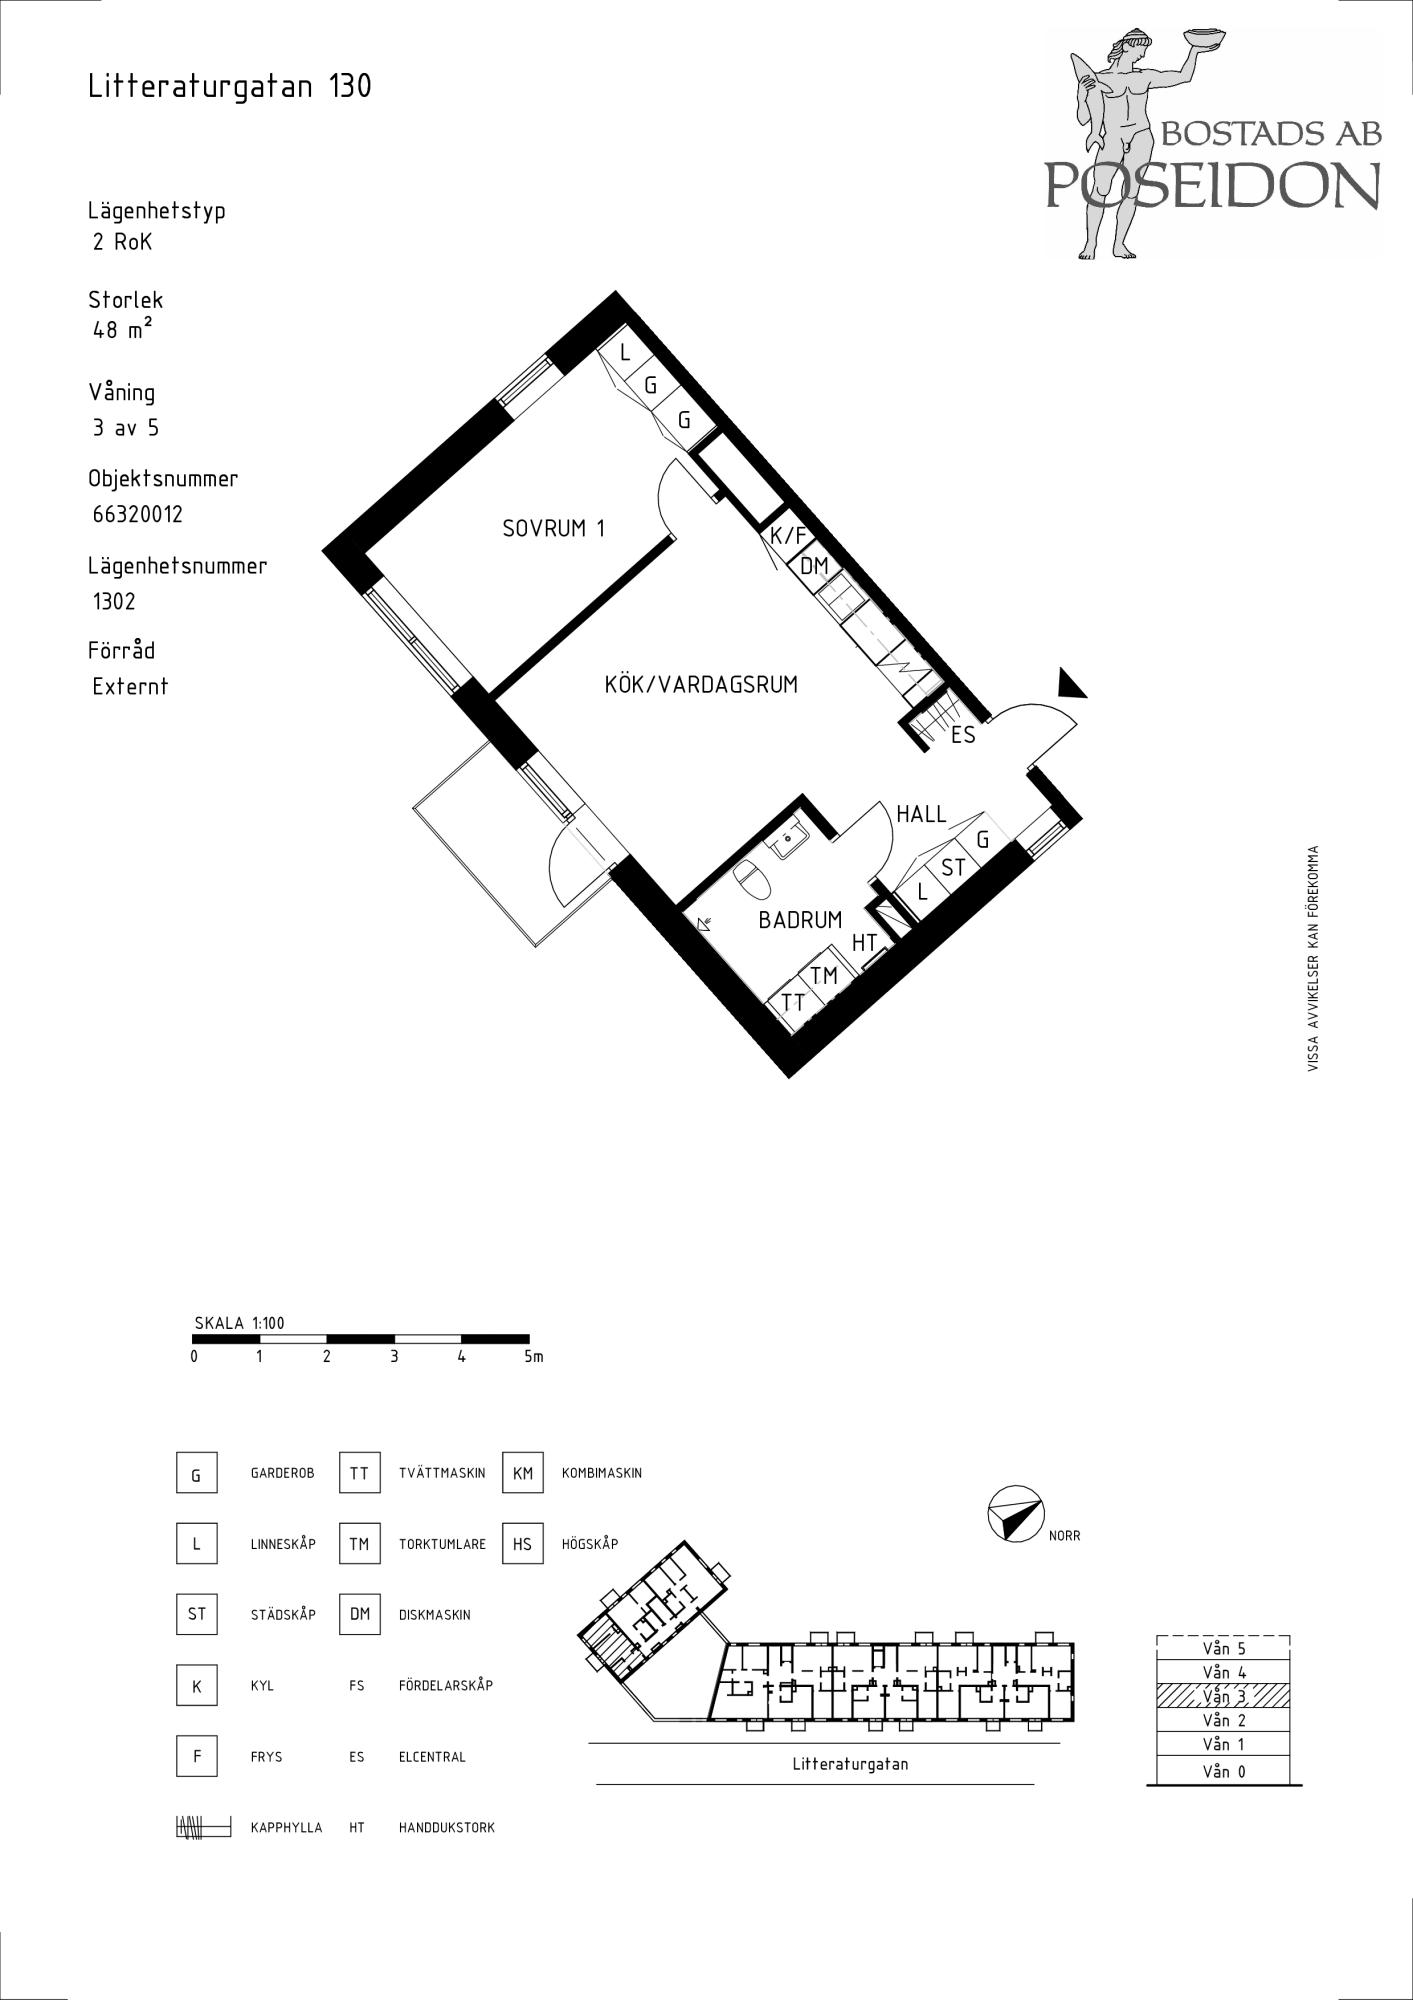 Litteraturgatan 130
BOSTADS AB
POSEIDON
Lägenhetstyp
2 RoK
Storlek
48 m²
Våning
3 av 5
Objektsnummer
66320012
Lägenhetsnummer
1302
Förråd
Externt
L
G
G
SOVRUM 1
K/F
DM
KÖK/VARDAGSRUM
ES
HALL
G
ST
L
BADRUM
HT
TM
TT
VISSA AVVIKELSER KAN FÖREKOMMA
SKALA 1:100
0 1 2 3 4 5m
G GARDEROB TT TVÄTTMASKIN KM KOMBIMASKIN
L LINNESKÅP TM TORKTUMLARE HS HÖGSKÅP
ST STÄDSKÅP DM DISKMASKIN
K KYL FS FÖRDELARSKÅP
F FRYS ES ELCENTRAL
KAPPHYLLA HT HANDDUKSTORK
NORR
Litteraturgatan
Vån 5
Vån 4
Vån 3
Vån 2
Vån 1
Vån 0